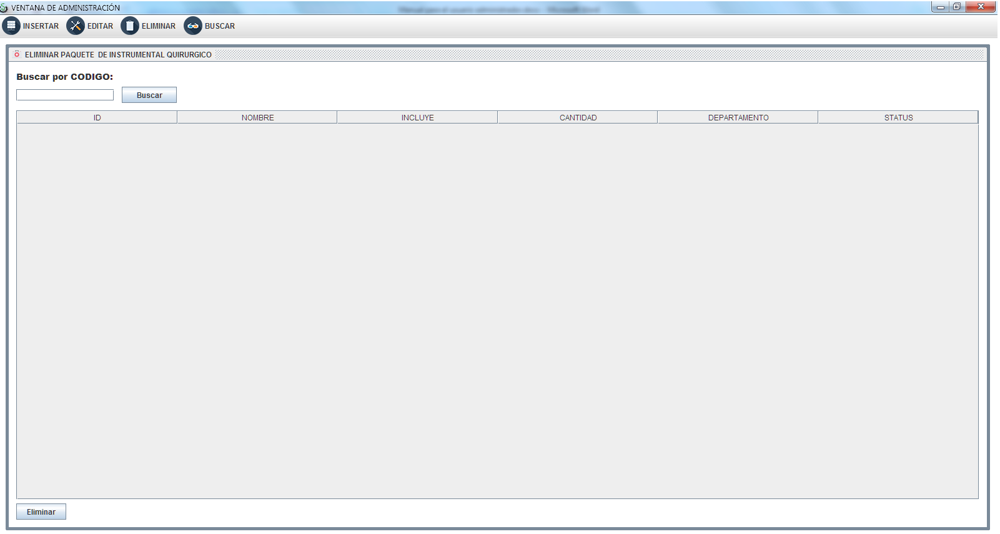 VENTANA DE ADMINISTRACIÓN
INSERTAR EDITAR ELIMINAR BUSCAR
ELIMINAR PAQUETE DE INSTRUMENTAL QUIRURGICO
Buscar por CODIGO:
Buscar
ID NOMBRE INCLUYE CANTIDAD DEPARTAMENTO STATUS
Eliminar